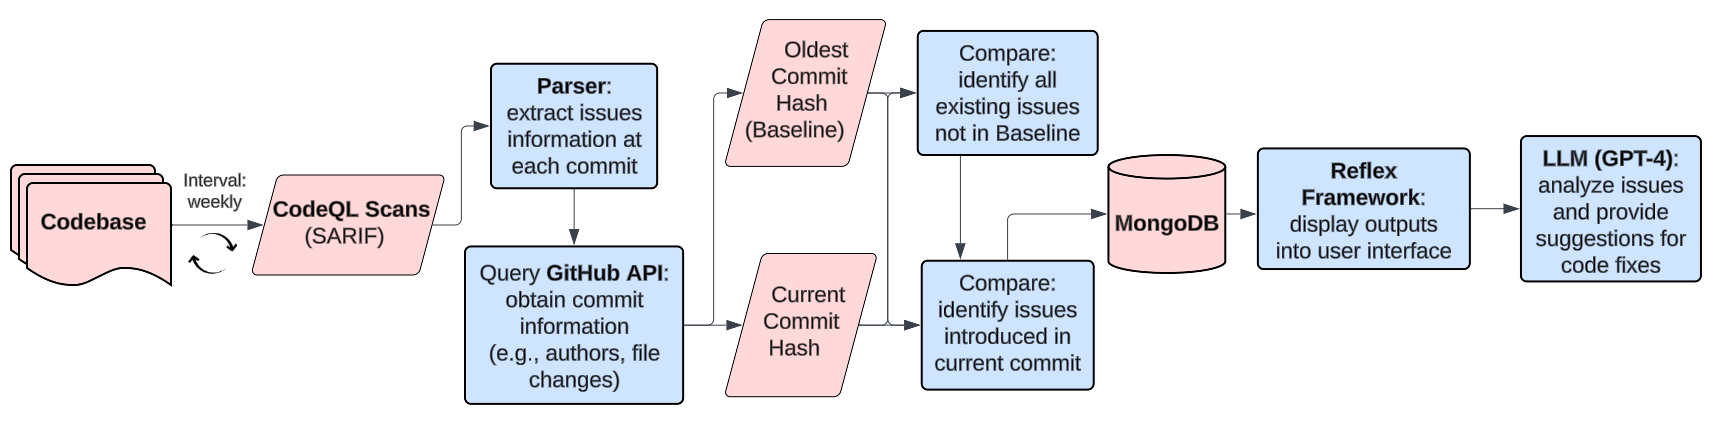 Codebase
Interval:
weekly
CodeQL Scans
(SARIF)
Parser:
extract issues
information at
each commit
Query GitHub API:
obtain commit
information
(e.g., authors, file
changes)
Oldest
Commit
Hash
(Baseline)
Current
Commit
Hash
Compare:
identify all
existing issues
not in Baseline
Compare:
identify issues
introduced in
current commit
MongoDB
Reflex
Framework:
display outputs
into user interface
LLM (GPT-4):
analyze issues
and provide
suggestions for
code fixes